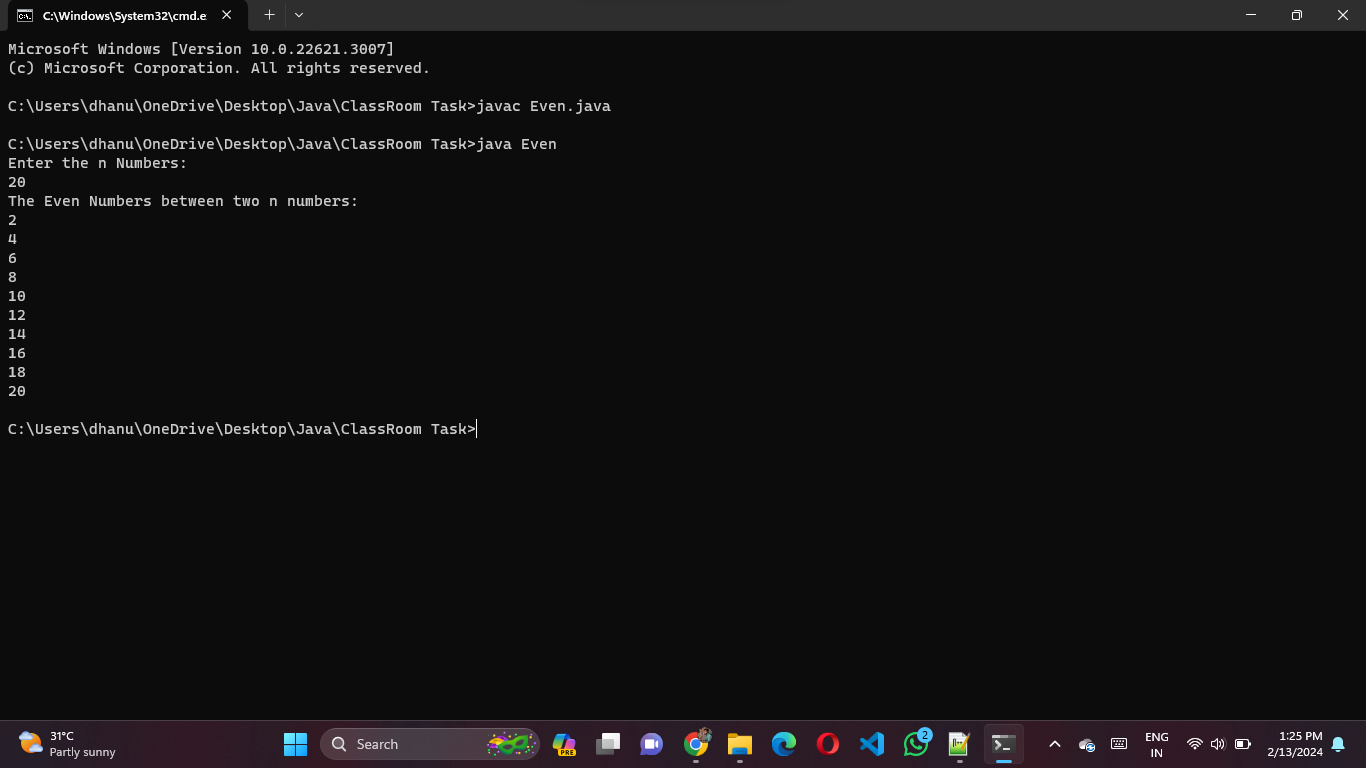 C:\Windows\System32\cmd.e
Microsoft Windows [Version 10.0.22621.3007]
(c) Microsoft Corporation. All rights reserved.
C:\Users\dhanu\OneDrive\Desktop\Java\ClassRoom Task>javac Even.java
C:\Users\dhanu\OneDrive\Desktop\Java\ClassRoom Task>java Even
Enter the n Numbers:
20
The Even Numbers between two n numbers:
2
4
6
8
10
12
14
16
18
20
C:\Users\dhanu\OneDrive\Desktop\Java\ClassRoom Task>
31°C
Partly sunny
Search
PRE
2
ENG
IN
1:25 PM
2/13/2024